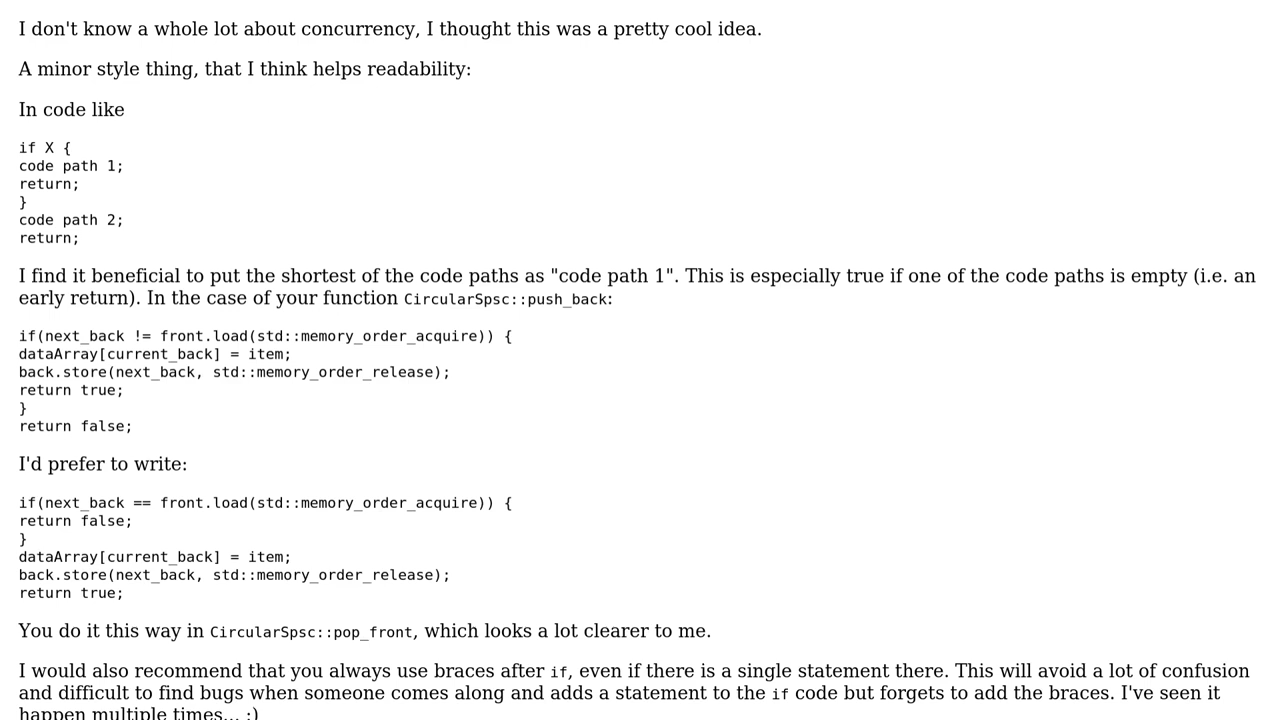 I don't know a whole lot about concurrency, I thought this was a pretty cool idea.
A minor style thing, that I think helps readability:
In code like
if X {
code path 1;
return;
}
code path 2;
return;
I find it beneficial to put the shortest of the code paths as "code path 1". This is especially true if one of the code paths is empty (i.e. an
early return). In the case of your function CircularSpsc::push_back:
if(next_back != front.load(std::memory_order_acquire)) {
dataArray[current_back] = item;
back.store(next_back, std::memory_order_release);
return true;
}
return false;
I'd prefer to write:
if(next_back == front.load(std::memory_order_acquire)) {
return false;
}
dataArray[current_back] = item;
back.store(next_back, std::memory_order_release);
return true;
You do it this way in CircularSpsc::pop_front, which looks a lot clearer to me.
I would also recommend that you always use braces after if, even if there is a single statement there. This will avoid a lot of confusion
and difficult to find bugs when someone comes along and adds a statement to the if code but forgets to add the braces. I've seen it
happen multiple times... :)